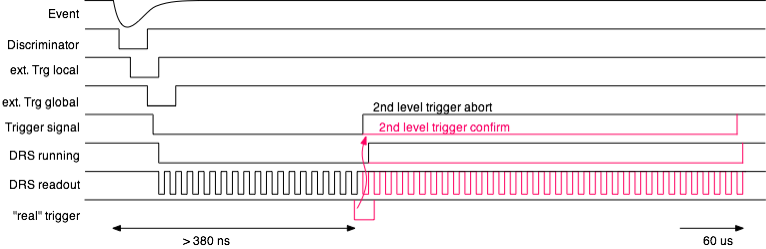 Event
Discriminator
ext. Trg local
ext. Trg global
2nd level trigger abort
Trigger signal
2nd level trigger confirm
DRS running
DRS readout
"real" trigger
> 380 ns
60 us